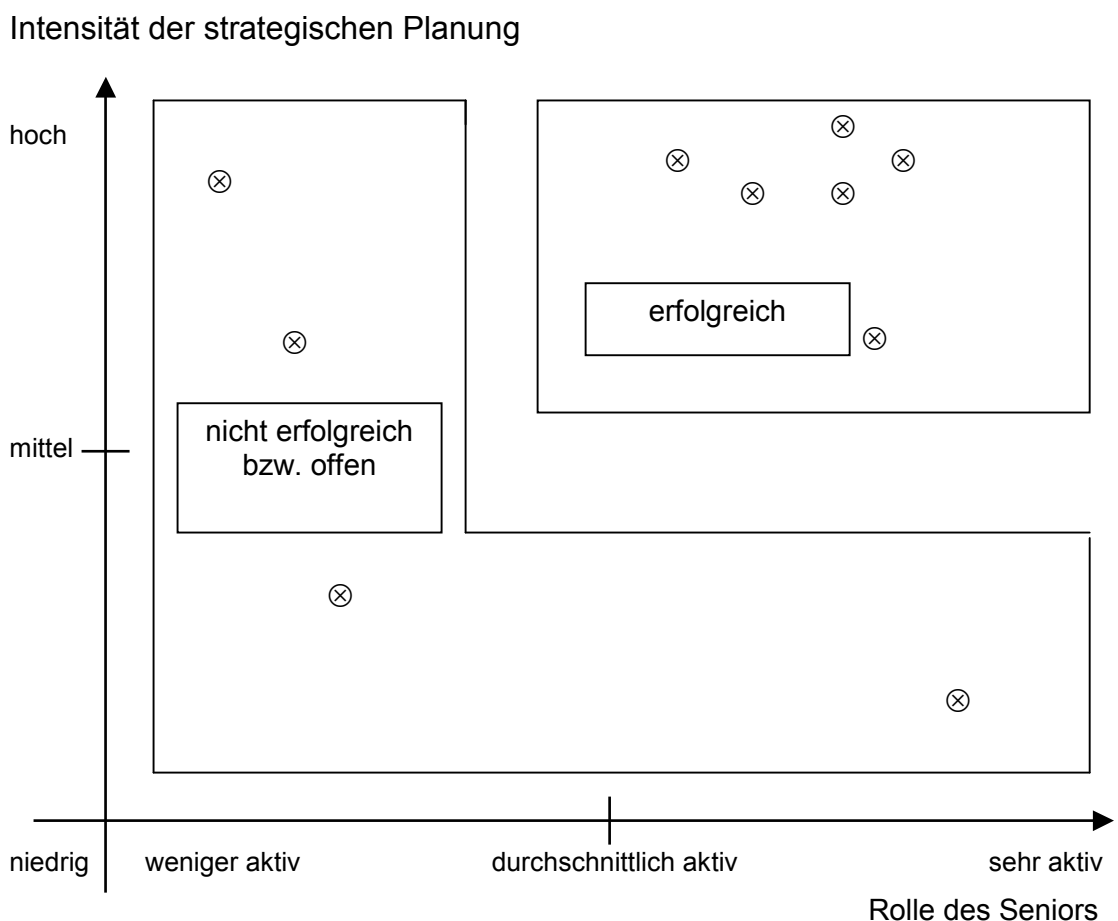 Intensität der strategischen Planung
hoch
erfolgreich
mittel
nicht erfolgreich
bzw. offen
niedrig
weniger aktiv
durchschnittlich aktiv
sehr aktiv
Rolle des Seniors